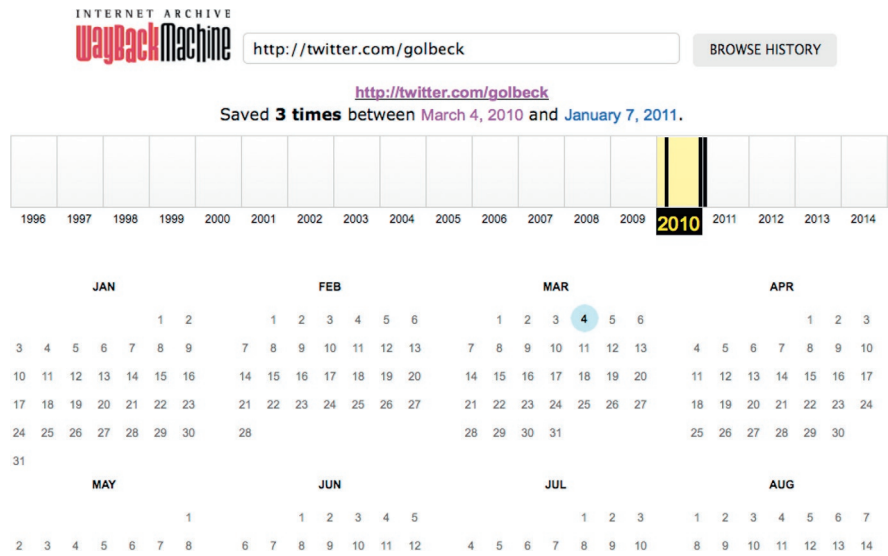 INTERNET ARCHIVE
WayBackMachine
http://twitter.com/golbeck
BROWSE HISTORY
http://twitter.com/golbeck
Saved 3 times between March 4, 2010 and January 7, 2011.
1996 1997 1998 1999 2000 2001 2002 2003 2004 2005 2006 2007 2008 2009 2010 2011 2012 2013 2014
JAN FEB MAR APR
1 2 1 2 3 4 5 6 1 2 3 4 5 6 1 2 3
3 4 5 6 7 8 9 7 8 9 10 11 12 13 7 8 9 10 11 12 13 4 5 6 7 8 9 10
10 11 12 13 14 15 16 14 15 16 17 18 19 20 14 15 16 17 18 19 20 11 12 13 14 15 16 17
17 18 19 20 21 22 23 21 22 23 24 25 26 27 21 22 23 24 25 26 27 18 19 20 21 22 23 24
24 25 26 27 28 29 30 28 28 29 30 31 25 26 27 28 29 30
31
MAY JUN JUL AUG
1 1 2 3 4 5 1 2 3 1 2 3 4 5 6 7
2 3 4 5 6 7 8 6 7 8 9 10 11 12 4 5 6 7 8 9 10 8 9 10 11 12 13 14